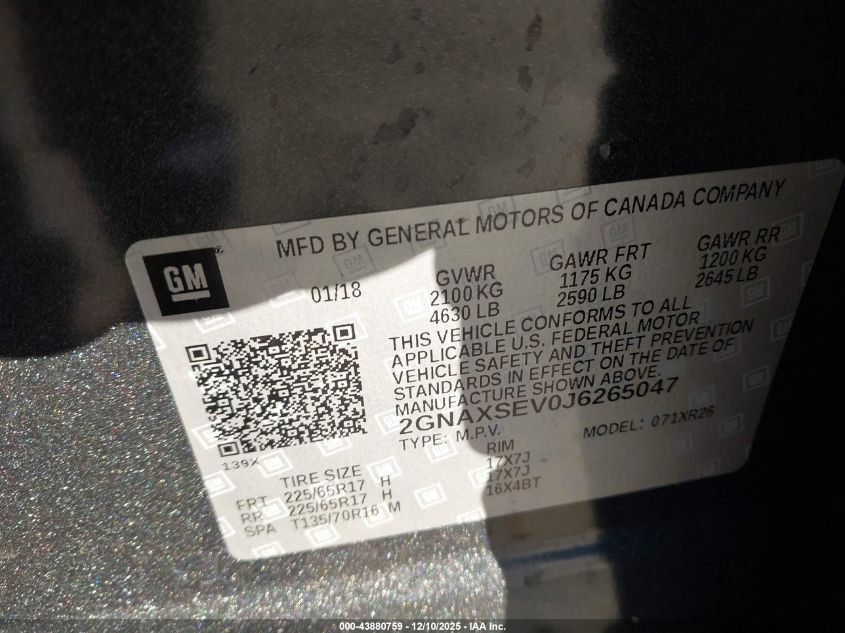 MFD BY GENERAL MOTORS OF CANADA COMPANY
GM
01/18
GVWR
2100 KG
4630 LB
GAWR FRT
1175 KG
2590 LB
GAWR RR
1200 KG
2645 LB
THIS VEHICLE CONFORMS TO ALL
APPLICABLE U.S. FEDERAL MOTOR
VEHICLE SAFETY AND THEFT PREVENTION
STANDARDS IN EFFECT ON THE DATE OF
MANUFACTURE SHOWN ABOVE.
2GNAXSEV0J6265047
TYPE: M.P.V. MODEL: 071XR26
139X
TIRE SIZE RIM
FRT 225/65R17 H 17X7J
RR 225/65R17 H 17X7J
SPA T135/70R16 M 16X4BT
000-43880759 — 12/10/2025 — IAA Inc.